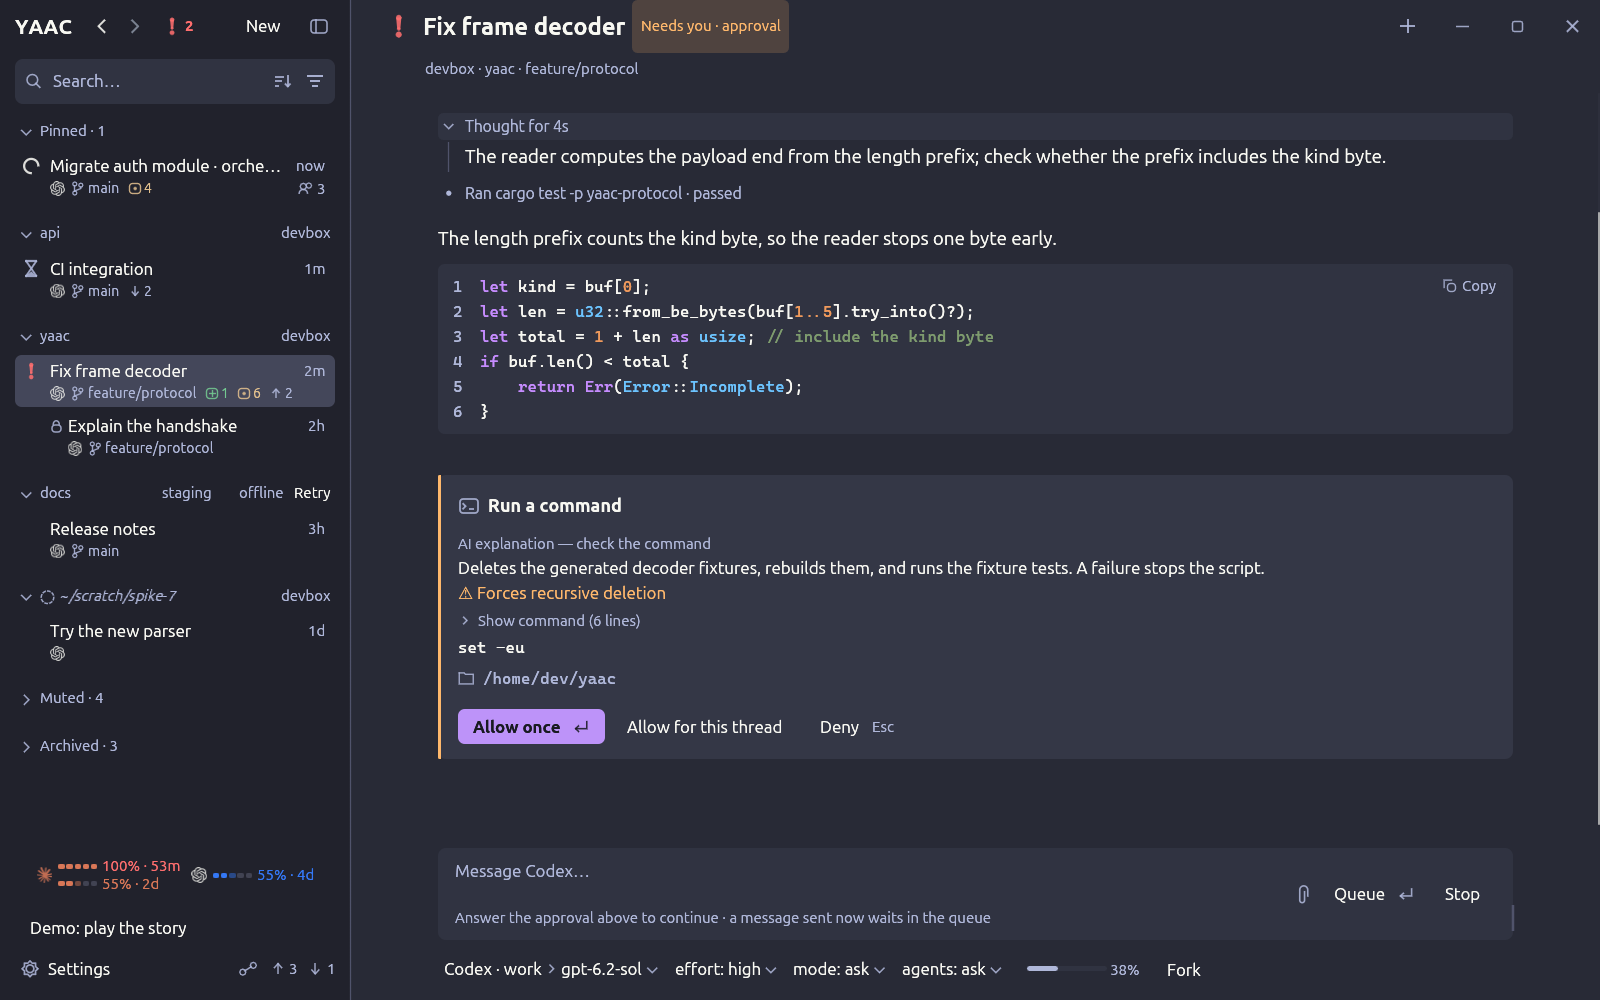 YAAC 2 New
Search…
Pinned · 1
Migrate auth module · orche… now
main 4 3
api devbox
CI integration 1m
main ↓ 2
yaac devbox
Fix frame decoder 2m
feature/protocol 1 6 ↑ 2
Explain the handshake 2h
feature/protocol
docs staging offline Retry
Release notes 3h
main
~/scratch/spike-7 devbox
Try the new parser 1d
Muted · 4
Archived · 3
100% · 53m
55% · 2d
55% · 4d
Demo: play the story
Settings ↑ 3 ↓ 1
Fix frame decoder Needs you · approval
devbox · yaac · feature/protocol
Thought for 4s
The reader computes the payload end from the length prefix; check whether the prefix includes the kind byte.
• Ran cargo test -p yaac-protocol · passed
The length prefix counts the kind byte, so the reader stops one byte early.
Copy
1 let kind = buf[0];
2 let len = u32::from_be_bytes(buf[1..5].try_into()?);
3 let total = 1 + len as usize; // include the kind byte
4 if buf.len() < total {
5     return Err(Error::Incomplete);
6 }
Run a command
AI explanation — check the command
Deletes the generated decoder fixtures, rebuilds them, and runs the fixture tests. A failure stops the script.
⚠ Forces recursive deletion
Show command (6 lines)
set -eu
/home/dev/yaac
Allow once Allow for this thread Deny Esc
Message Codex…
Queue Stop
Answer the approval above to continue · a message sent now waits in the queue
Codex · work gpt-6.2-sol effort: high mode: ask agents: ask 38% Fork